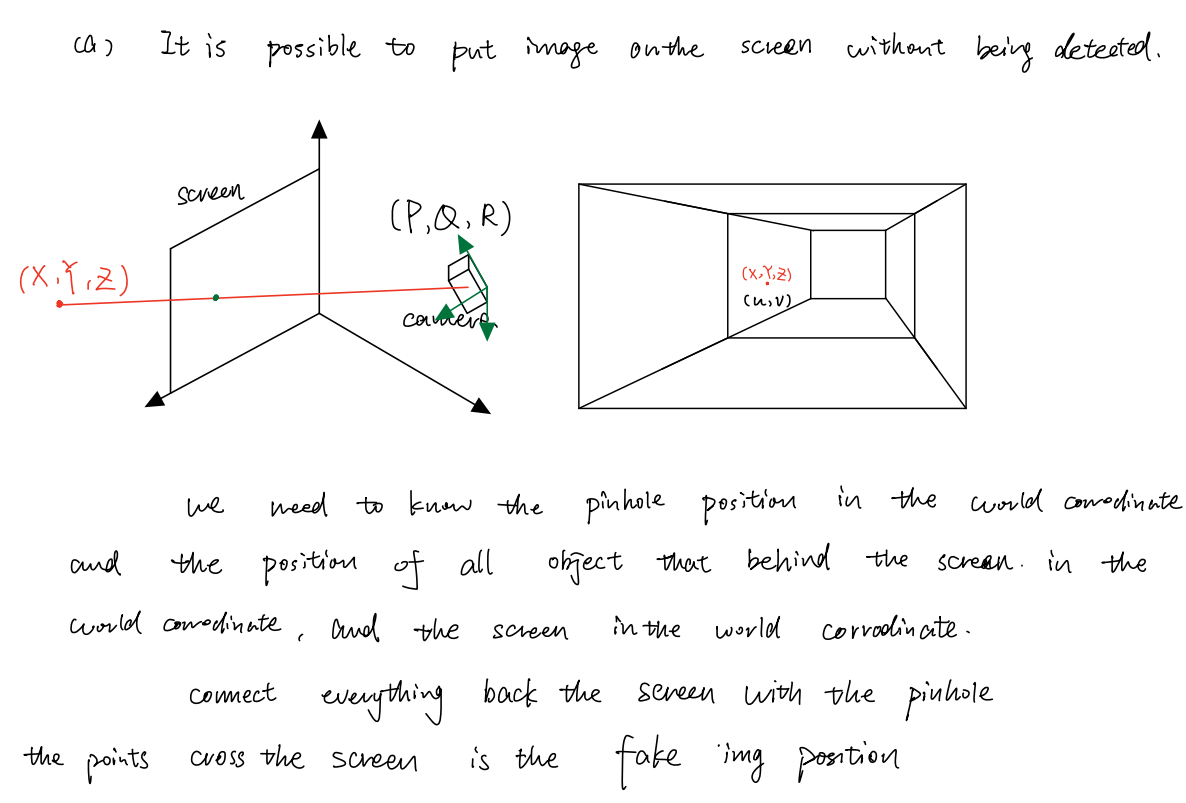 (a) It is possible to put image on the screen without being detected.
screen
(P,Q,R)
(X,Y,Z)
camera
(X,Y,Z)
(u,v)
we need to know the pinhole position in the world corrodinate
and the position of all object that behind the screen. in the
world corrodinate, and the screen in the world corrodinate.
connect everything back the screen with the pinhole
the points cross the screen is the fake img position